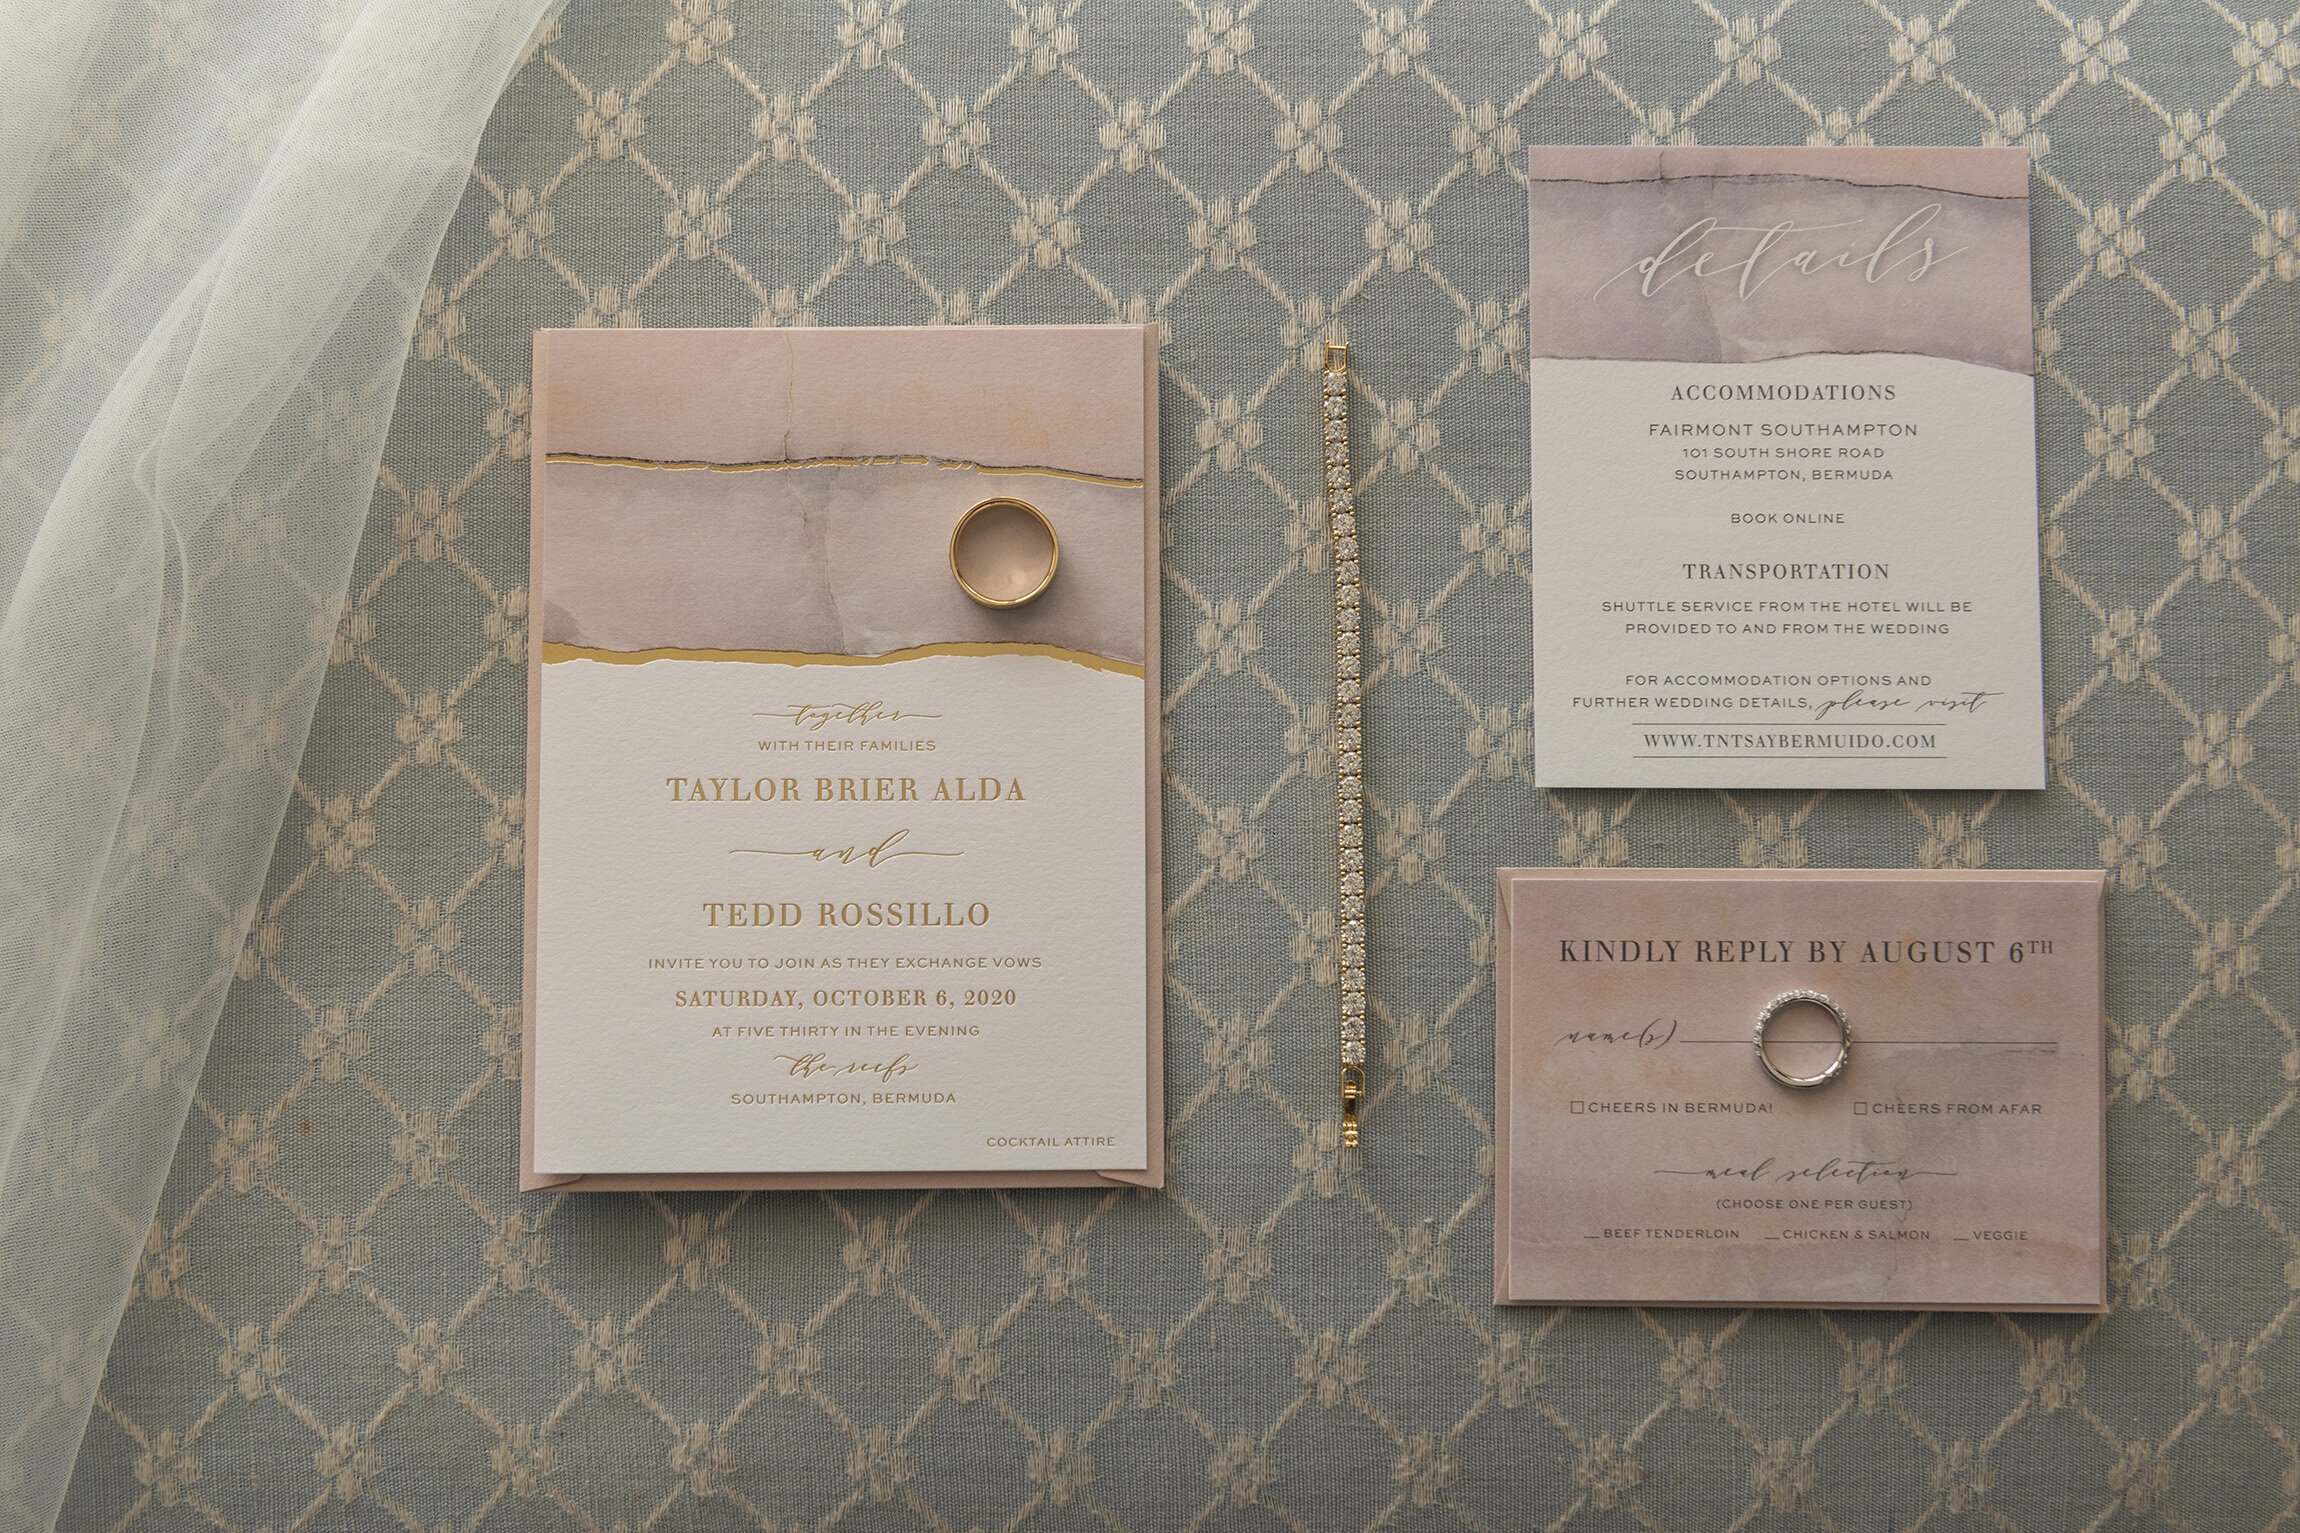 together
WITH THEIR FAMILIES
TAYLOR BRIER ALDA
and
TEDD ROSSILLO
INVITE YOU TO JOIN AS THEY EXCHANGE VOWS
SATURDAY, OCTOBER 6, 2020
AT FIVE THIRTY IN THE EVENING
the reefs
SOUTHAMPTON, BERMUDA
COCKTAIL ATTIRE
details
ACCOMMODATIONS
FAIRMONT SOUTHAMPTON
101 SOUTH SHORE ROAD
SOUTHAMPTON, BERMUDA
BOOK ONLINE
TRANSPORTATION
SHUTTLE SERVICE FROM THE HOTEL WILL BE
PROVIDED TO AND FROM THE WEDDING
FOR ACCOMMODATION OPTIONS AND
FURTHER WEDDING DETAILS, please visit
WWW.TNTSAYBERMUIDO.COM
KINDLY REPLY BY AUGUST 6TH
name(s)
CHEERS IN BERMUDA! CHEERS FROM AFAR
meal selection
(CHOOSE ONE PER GUEST)
BEEF TENDERLOIN CHICKEN & SALMON VEGGIE